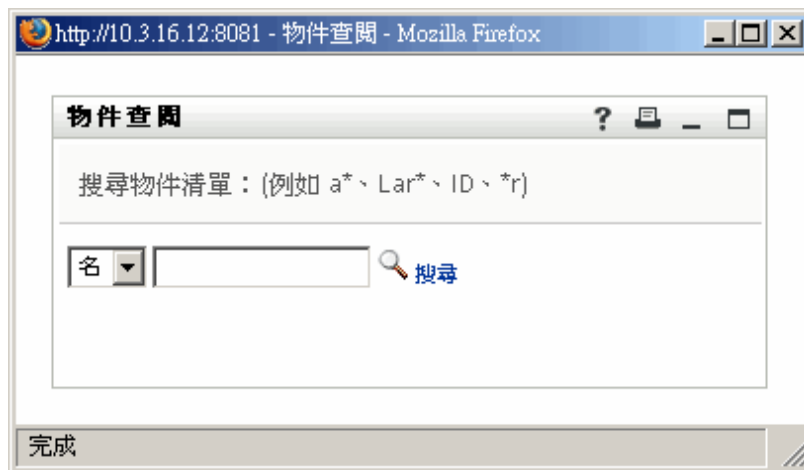 http://10.3.16.12:8081 - 物件查閱 - Mozilla Firefox
物件查閱
搜尋物件清單：(例如 a*、Lar*、ID、*r)
名 搜尋
完成